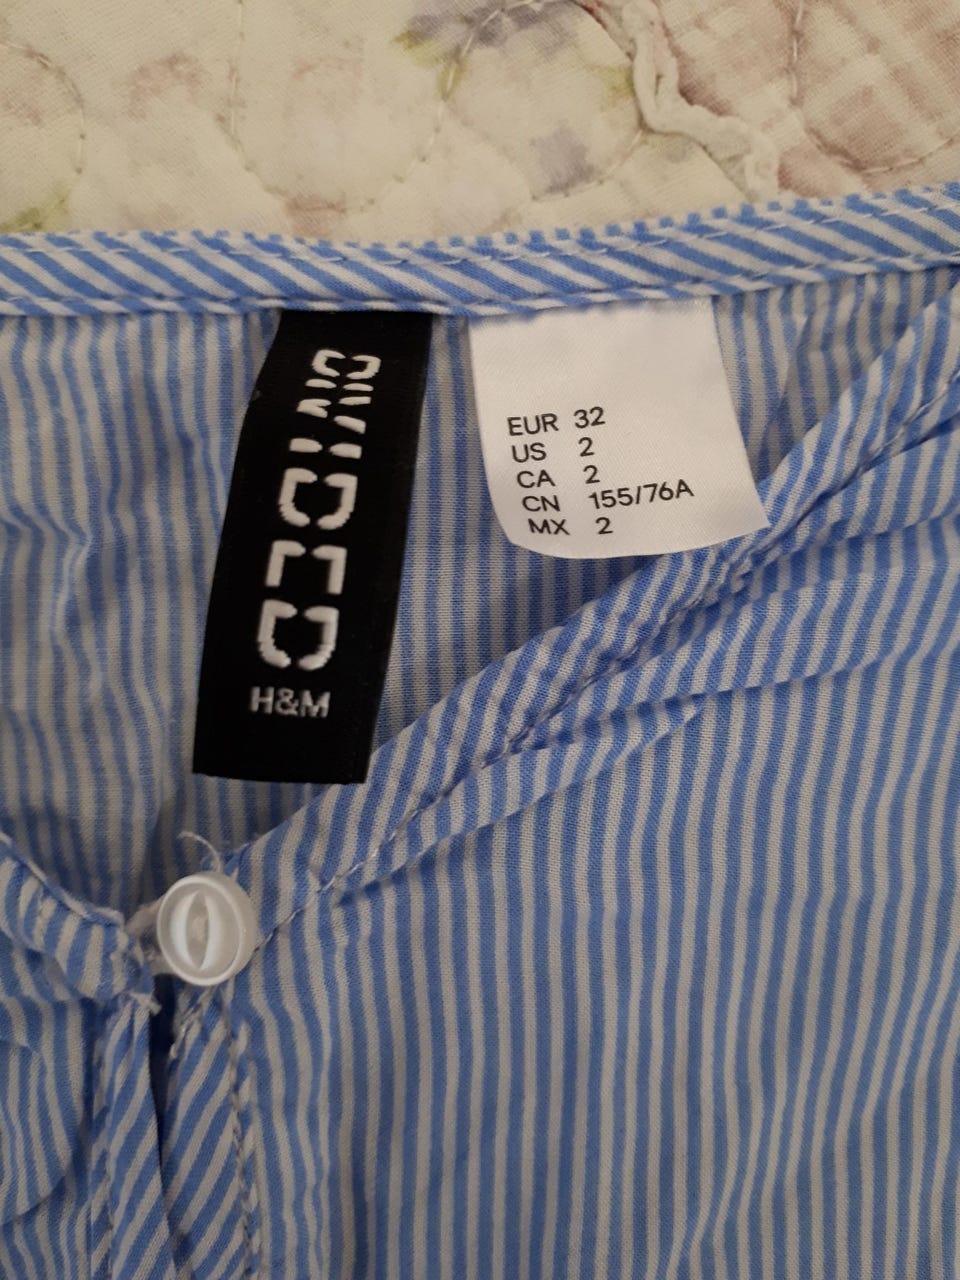 DIVIDED
H&M
EUR 32
US 2
CA 2
CN 155/76A
MX 2